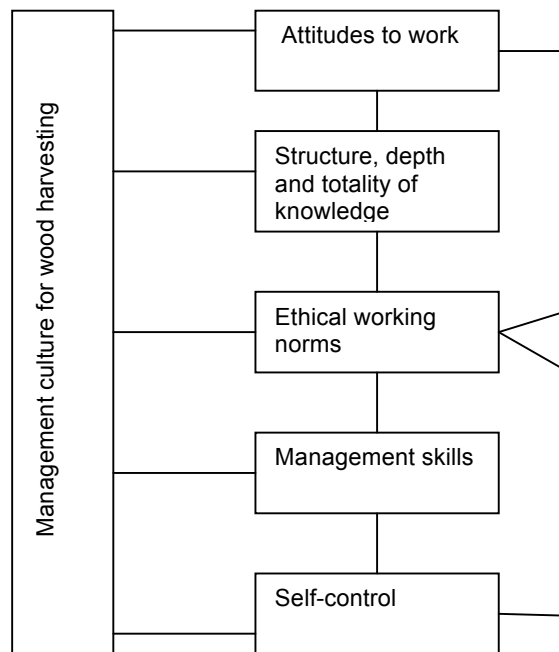 Management culture for wood harvesting
Attitudes to work
Structure, depth
and totality of
knowledge
Ethical working
norms
Management skills
Self-control